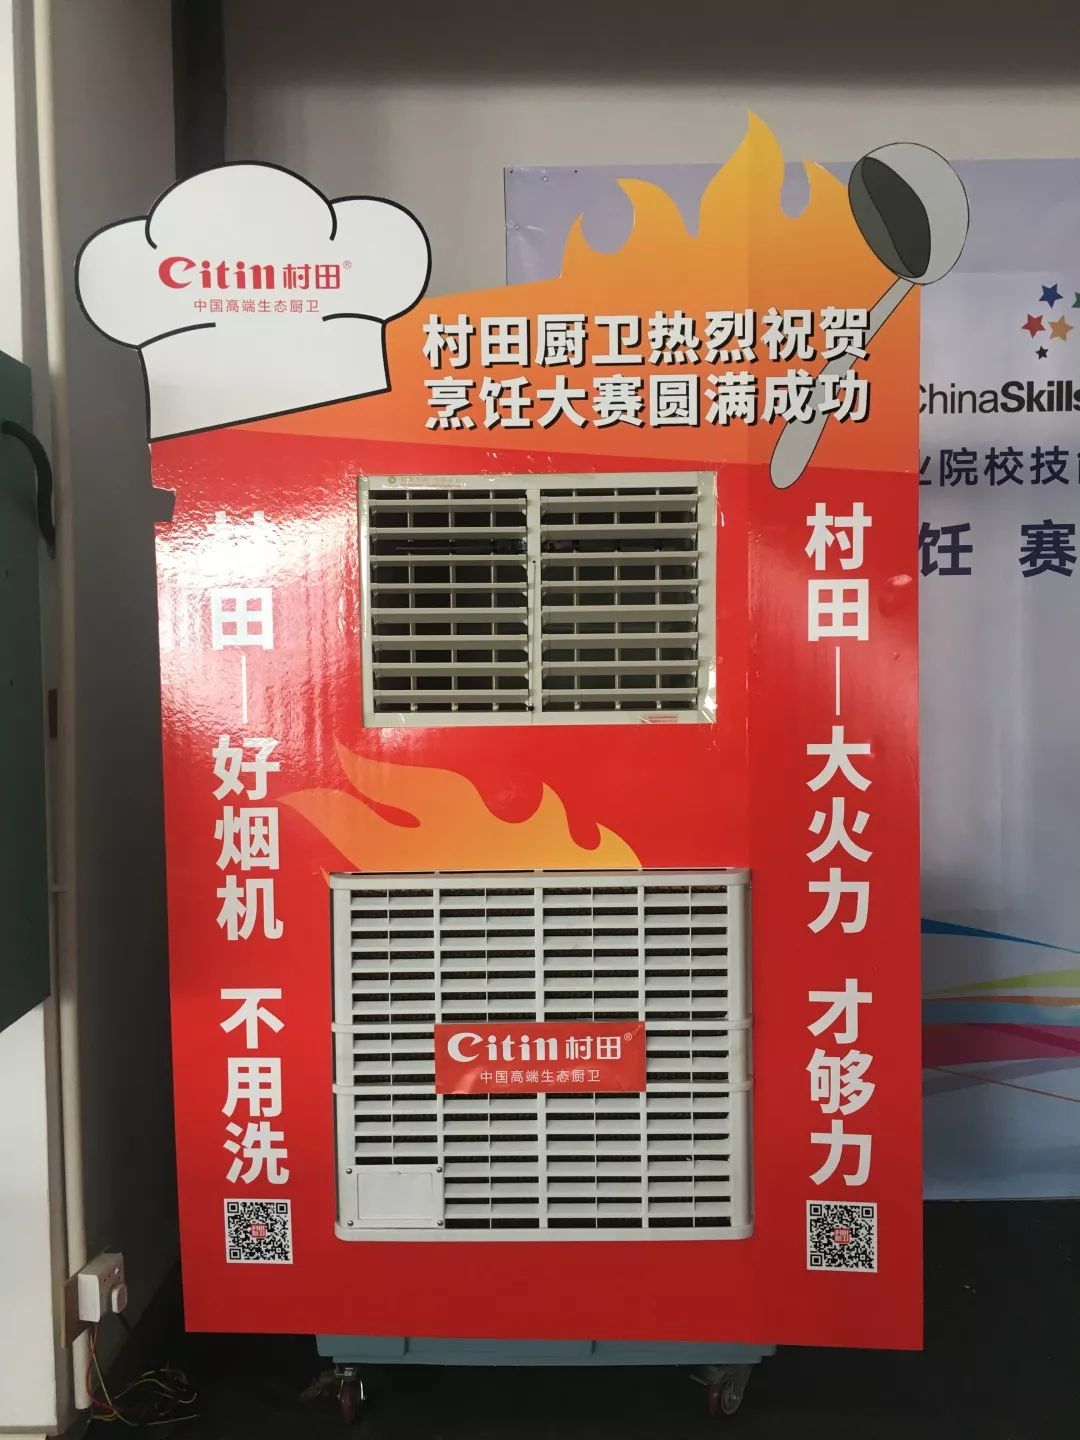 Citin村田®
中国高端生态厨卫
村田厨卫热烈祝贺
烹饪大赛圆满成功
ChinaSkills
业院校技
饪 赛
村田—好烟机 不用洗
村田—大火力 才够力
Citin村田®
中国高端生态厨卫